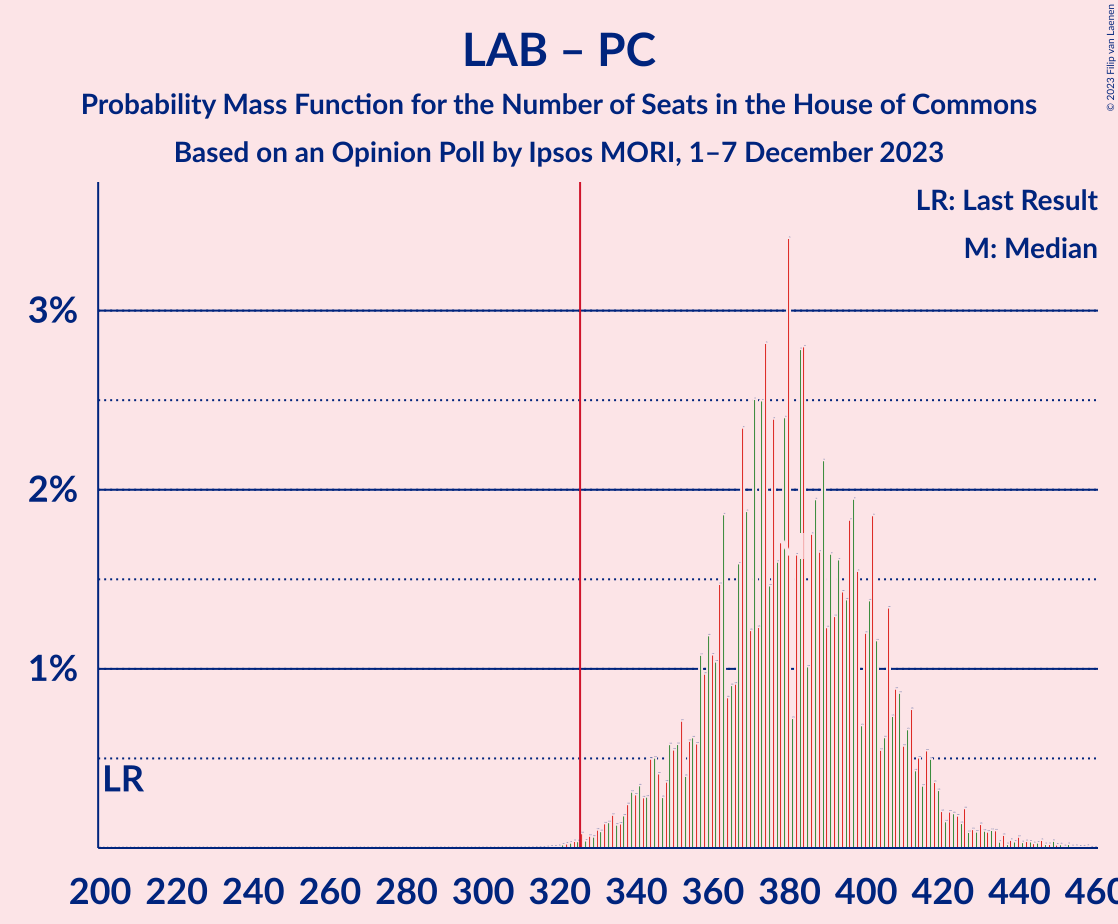 LAB – PC
Probability Mass Function for the Number of Seats in the House of Commons
Based on an Opinion Poll by Ipsos MORI, 1–7 December 2023
© 2023 Filip van Laenen
LR: Last Result
M: Median
3%
2%
1%
LR
200 220 240 260 280 300 320 340 360 380 400 420 440 460